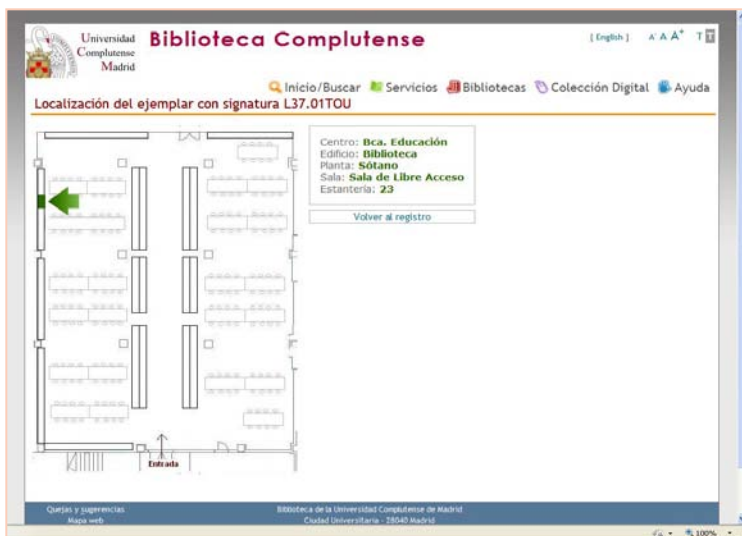 Universidad
Complutense
Madrid
Biblioteca Complutense
[ English ] A- A A+ T T
Inicio/Buscar Servicios Bibliotecas Colección Digital Ayuda
Localización del ejemplar con signatura L37.01TOU
Centro: Bca. Educación
Edificio: Biblioteca
Planta: Sótano
Sala: Sala de Libre Acceso
Estantería: 23
Volver al registro
Entrada
Quejas y sugerencias
Mapa web
Biblioteca de la Universidad Complutense de Madrid
Ciudad Universitaria - 28040 Madrid
100%